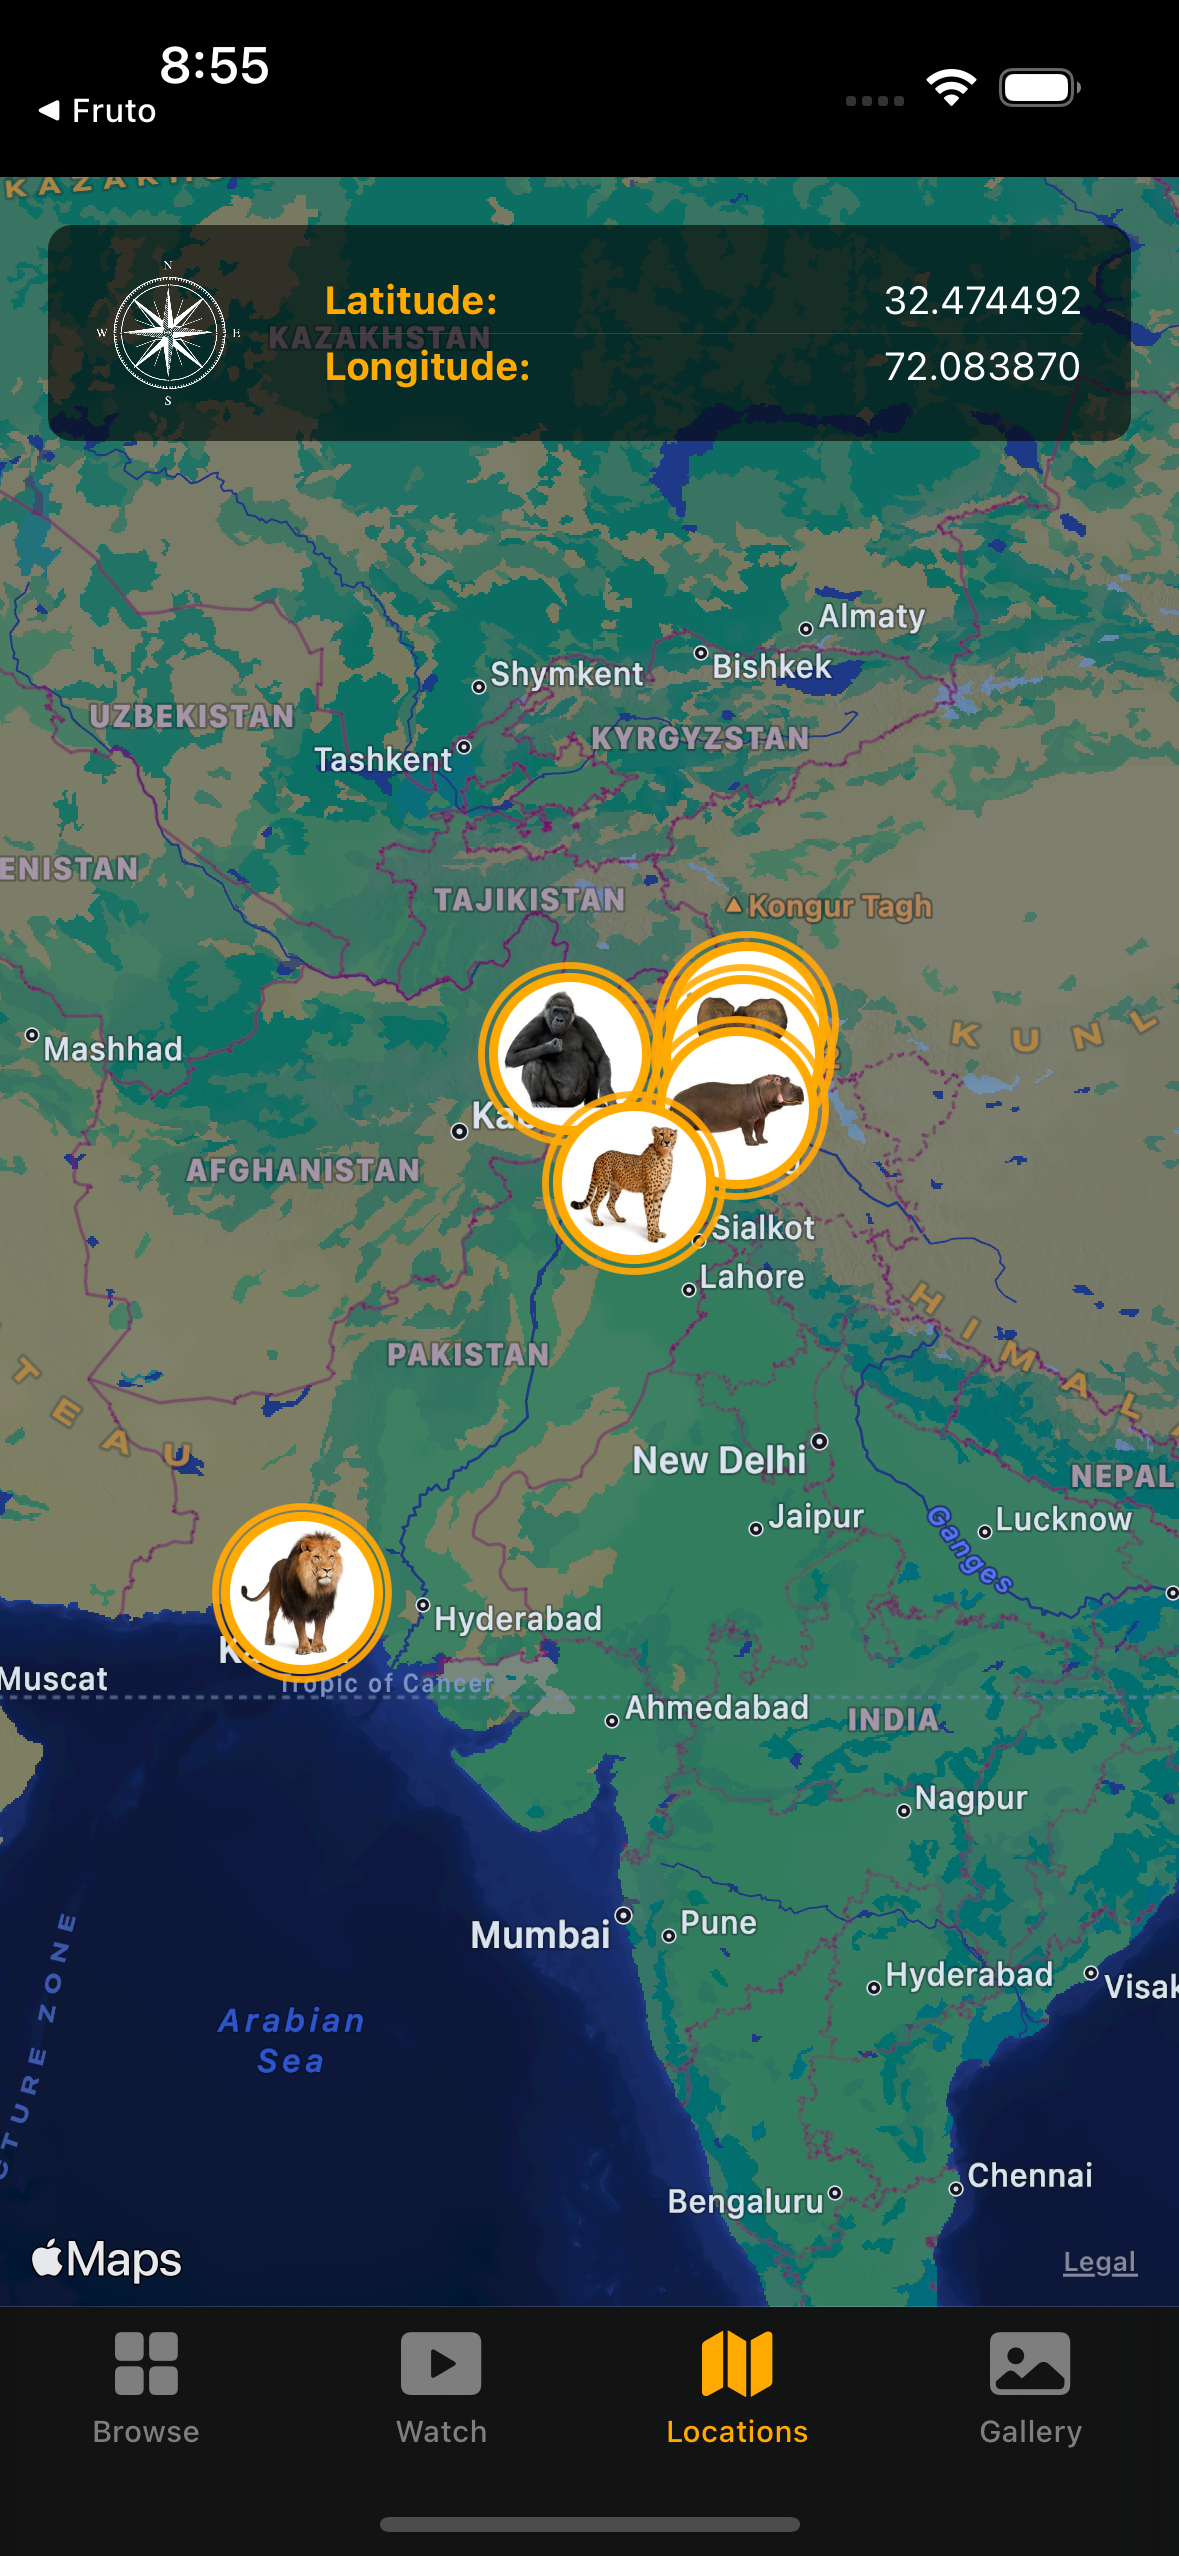 8:55
Fruto
KAZAKH
N
W E
S
Latitude: 32.474492
KAZAKHSTAN
Longitude: 72.083870
Almaty
Bishkek
Shymkent
UZBEKISTAN
KYRGYZSTAN
Tashkent
ENISTAN
TAJIKISTAN
Kongur Tagh
KUNL
Mashhad
AFGHANISTAN
Sialkot
Lahore
HIMALA
PAKISTAN
TEAU
New Delhi
NEPAL
Jaipur
Lucknow
Ganges
Hyderabad
Muscat
Tropic of Cancer
Ahmedabad
INDIA
Nagpur
Mumbai
Pune
Hyderabad
Visak
CTURE ZONE
Arabian
Sea
Chennai
Bengaluru
Maps
Legal
Browse Watch Locations Gallery